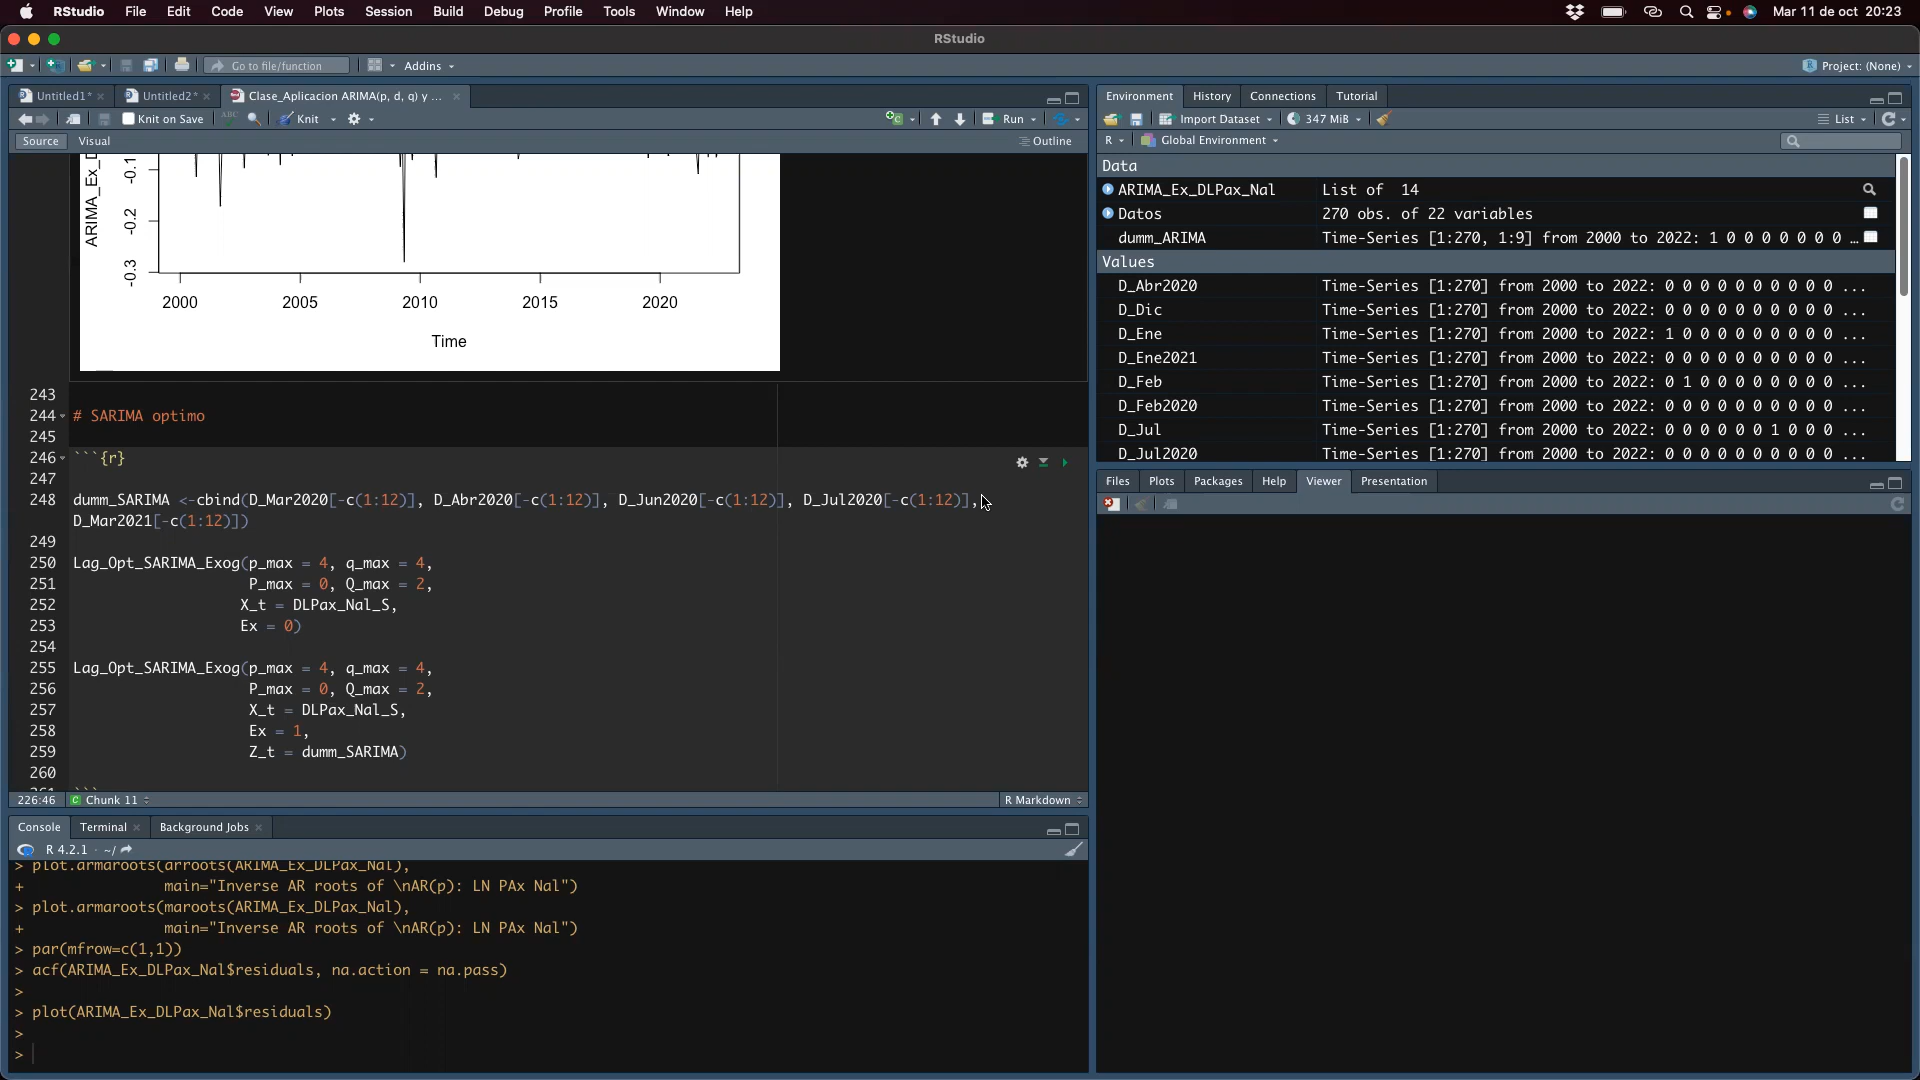 RStudio File Edit Code View Plots Session Build Debug Profile Tools Window Help Mar 11 de oct 20:23
RStudio
Go to file/function Addins Project: (None)
Untitled1* Untitled2* Clase_Aplicacion ARIMA(p, d, q) y ...
Knit on Save ABC Knit Run
Source Visual Outline
ARIMA_Ex_D
-0.1
-0.2
-0.3
2000 2005 2010 2015 2020
Time
243
244 # SARIMA optimo
245
246 ```{r}
247
248 dumm_SARIMA <-cbind(D_Mar2020[-c(1:12)], D_Abr2020[-c(1:12)], D_Jun2020[-c(1:12)], D_Jul2020[-c(1:12)],
D_Mar2021[-c(1:12)])
249
250 Lag_Opt_SARIMA_Exog(p_max = 4, q_max = 4,
251 P_max = 0, Q_max = 2,
252 X_t = DLPax_Nal_S,
253 Ex = 0)
254
255 Lag_Opt_SARIMA_Exog(p_max = 4, q_max = 4,
256 P_max = 0, Q_max = 2,
257 X_t = DLPax_Nal_S,
258 Ex = 1,
259 Z_t = dumm_SARIMA)
260
261 ```
226:46 C Chunk 11 R Markdown
Console Terminal Background Jobs
R 4.2.1 · ~/
> plot.armaroots(arroots(ARIMA_Ex_DLPax_Nal),
+ main="Inverse AR roots of \nAR(p): LN PAx Nal")
> plot.armaroots(maroots(ARIMA_Ex_DLPax_Nal),
+ main="Inverse AR roots of \nAR(p): LN PAx Nal")
> par(mfrow=c(1,1))
> acf(ARIMA_Ex_DLPax_Nal$residuals, na.action = na.pass)
>
> plot(ARIMA_Ex_DLPax_Nal$residuals)
>
>
Environment History Connections Tutorial
Import Dataset 347 MiB List
R Global Environment
Data
ARIMA_Ex_DLPax_Nal List of 14
Datos 270 obs. of 22 variables
dumm_ARIMA Time-Series [1:270, 1:9] from 2000 to 2022: 1 0 0 0 0 0 0 0 …
Values
D_Abr2020 Time-Series [1:270] from 2000 to 2022: 0 0 0 0 0 0 0 0 0 0 ...
D_Dic Time-Series [1:270] from 2000 to 2022: 0 0 0 0 0 0 0 0 0 0 ...
D_Ene Time-Series [1:270] from 2000 to 2022: 1 0 0 0 0 0 0 0 0 0 ...
D_Ene2021 Time-Series [1:270] from 2000 to 2022: 0 0 0 0 0 0 0 0 0 0 ...
D_Feb Time-Series [1:270] from 2000 to 2022: 0 1 0 0 0 0 0 0 0 0 ...
D_Feb2020 Time-Series [1:270] from 2000 to 2022: 0 0 0 0 0 0 0 0 0 0 ...
D_Jul Time-Series [1:270] from 2000 to 2022: 0 0 0 0 0 0 1 0 0 0 ...
D_Jul2020 Time-Series [1:270] from 2000 to 2022: 0 0 0 0 0 0 0 0 0 0 ...
Files Plots Packages Help Viewer Presentation